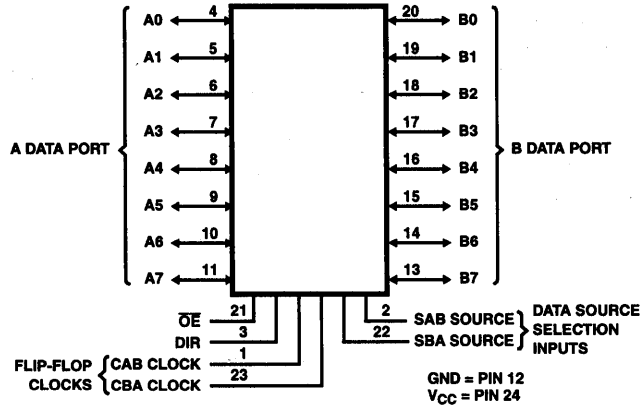 A0 4 20 B0
A1 5 19 B1
A2 6 18 B2
A3 7 17 B3
A DATA PORT B DATA PORT
A4 8 16 B4
A5 9 15 B5
A6 10 14 B6
A7 11 13 B7
OE 21 2 SAB SOURCE DATA SOURCE
DIR 3 22 SBA SOURCE SELECTION
INPUTS
FLIP-FLOP CAB CLOCK 1
CLOCKS CBA CLOCK 23
GND = PIN 12
VCC = PIN 24